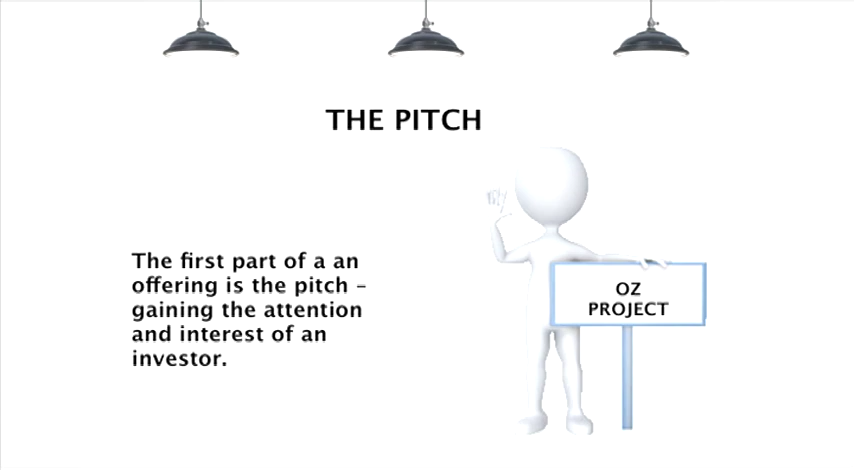 THE PITCH
The first part of a an
offering is the pitch –
gaining the attention
and interest of an
investor.
OZ
PROJECT